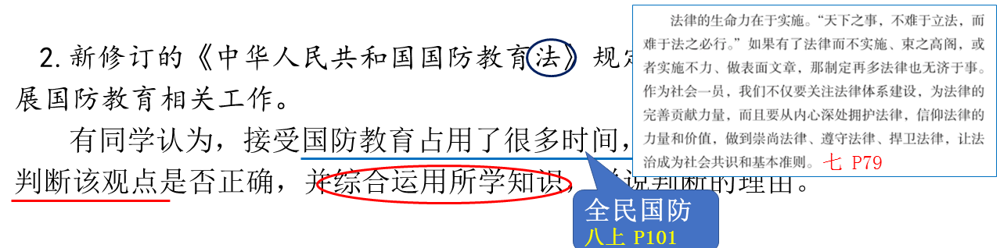 2.新修订的《中华人民共和国国防教育法》规定
展国防教育相关工作。
有同学认为，接受国防教育占用了很多时间，
判断该观点是否正确，并综合运用所学知识，说说判断的理由。
法律的生命力在于实施。“天下之事，不难于立法，而
难于法之必行。”如果有了法律而不实施、束之高阁，或
者实施不力、做表面文章，那制定再多法律也无济于事。
作为社会一员，我们不仅要关注法律体系建设，为法律的
完善贡献力量，而且要从内心深处拥护法律，信仰法律的
力量和价值，做到崇尚法律、遵守法律、捍卫法律，让法
治成为社会共识和基本准则。 七 P79
全民国防
八上 P101